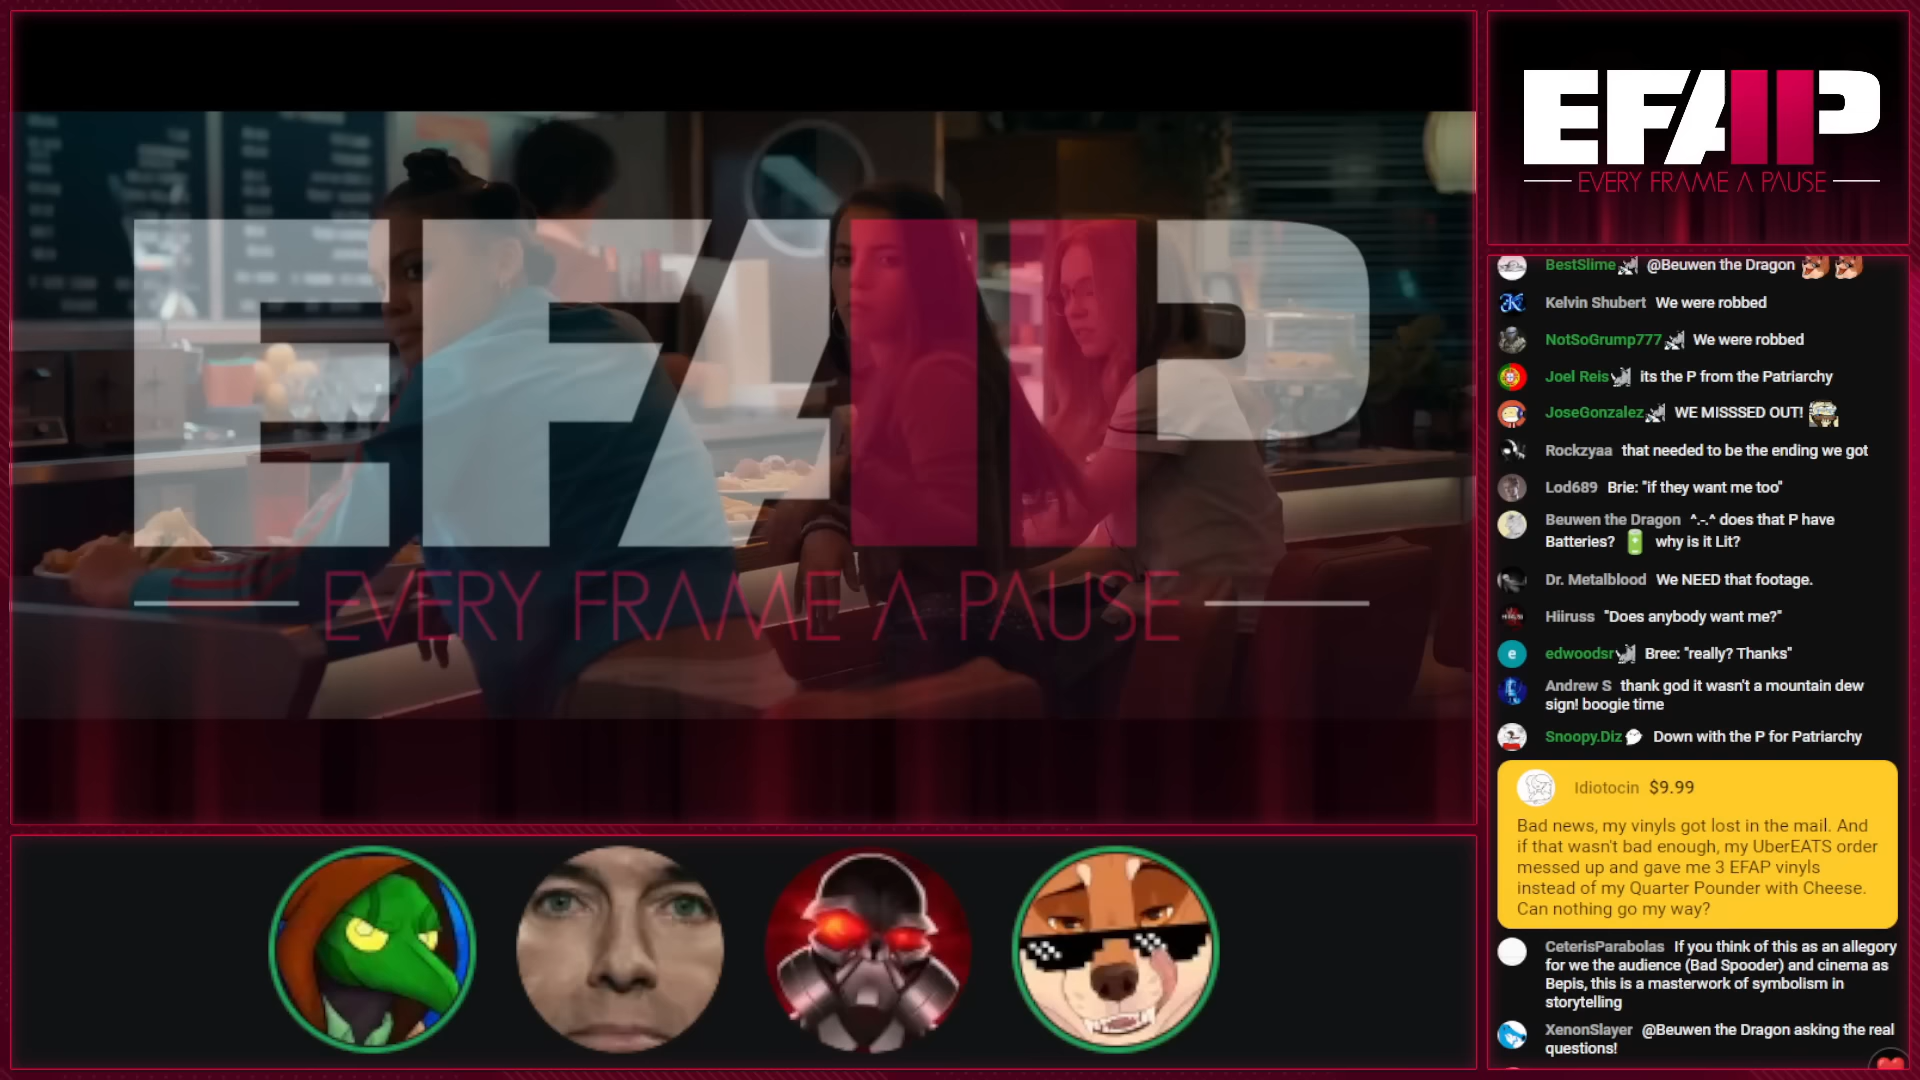 EFAP
EVERY FRAME A PAUSE
EFAP
EVERY FRAME A PAUSE
BestSlime @Beuwen the Dragon
Kelvin Shubert We were robbed
NotSoGrump777 We were robbed
Joel Reis its the P from the Patriarchy
JoseGonzalez WE MISSSED OUT!
Rockzyaa that needed to be the ending we got
Lod689 Brie: "if they want me too"
Beuwen the Dragon ^.-.^ does that P have
Batteries? why is it Lit?
Dr. Metalblood We NEED that footage.
Hiiruss "Does anybody want me?"
e edwoodsr Bree: "really? Thanks"
Andrew S thank god it wasn't a mountain dew
sign! boogie time
Snoopy.Diz Down with the P for Patriarchy
Idiotocin $9.99
Bad news, my vinyls got lost in the mail. And
if that wasn't bad enough, my UberEATS order
messed up and gave me 3 EFAP vinyls
instead of my Quarter Pounder with Cheese.
Can nothing go my way?
CeterisParabolas If you think of this as an allegory
for we the audience (Bad Spooder) and cinema as
Bepis, this is a masterwork of symbolism in
storytelling
XenonSlayer @Beuwen the Dragon asking the real
questions!